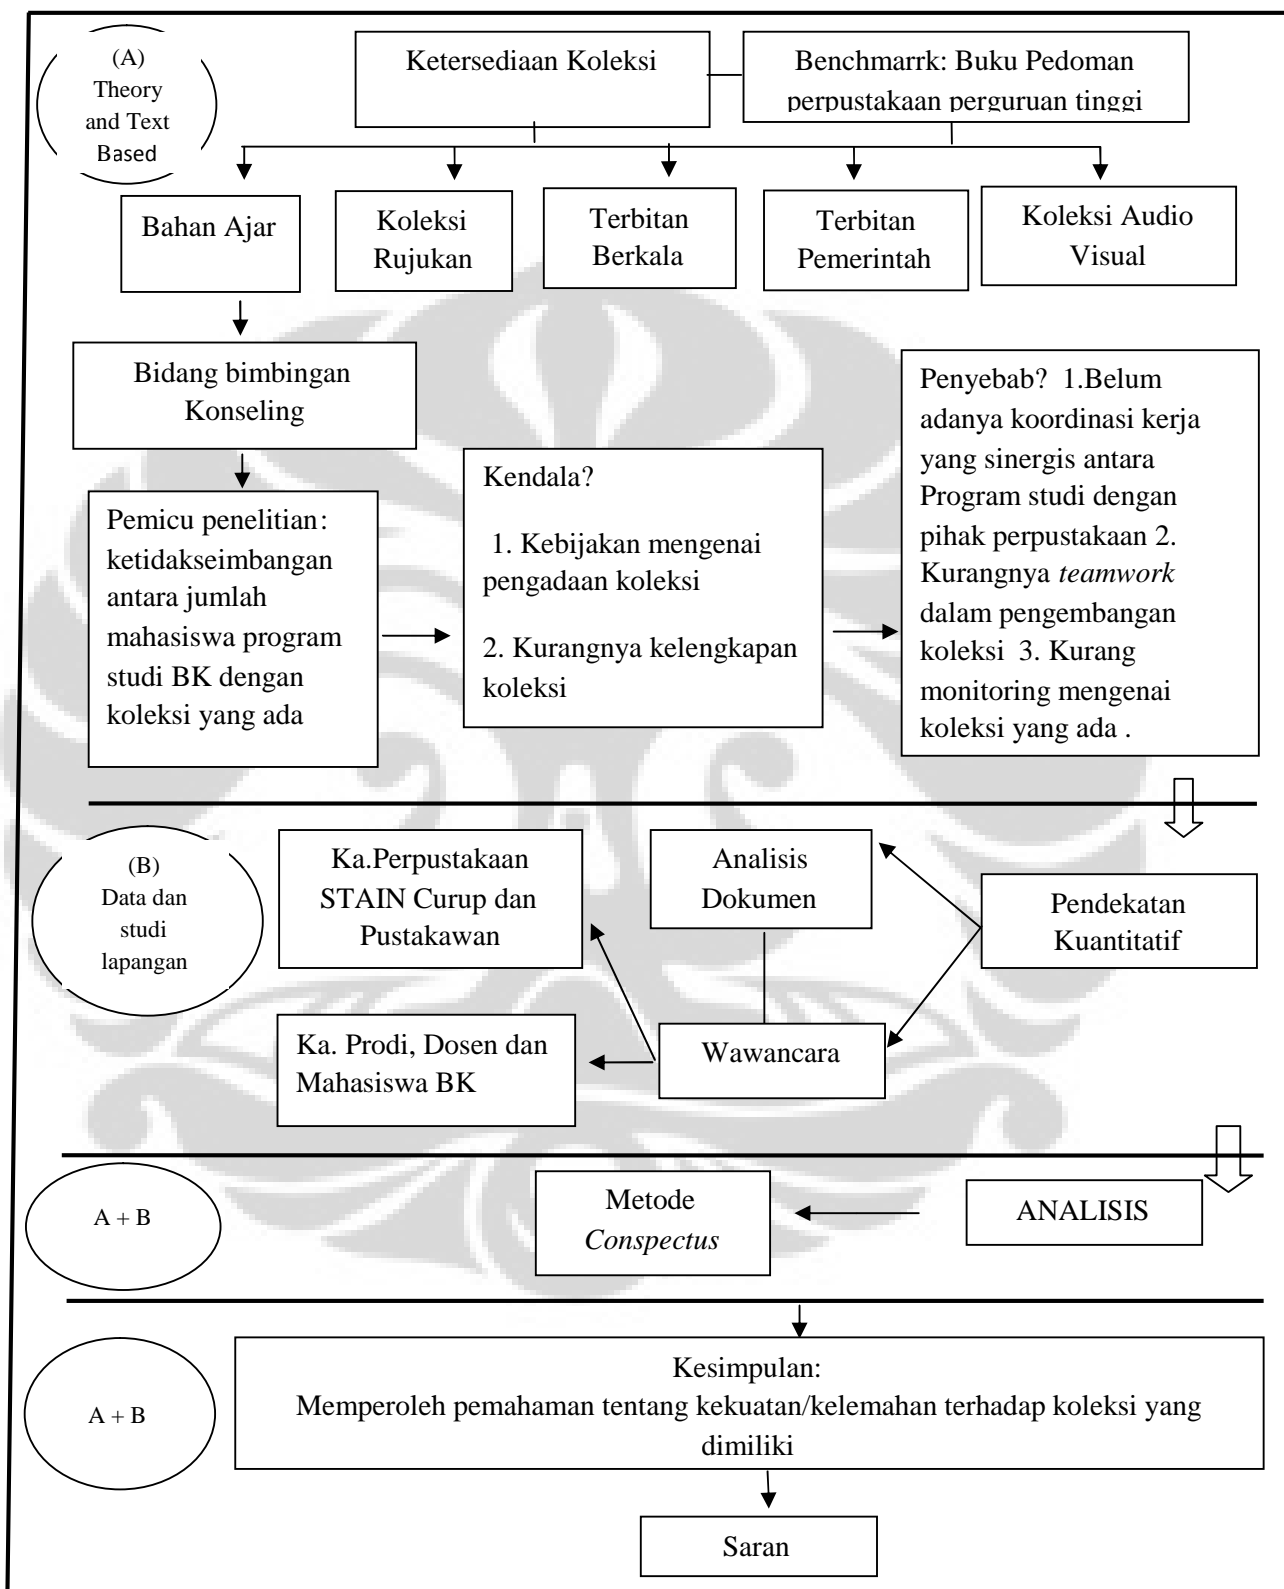 (A)
Theory
and Text
Based
Ketersediaan Koleksi
Benchmarrk: Buku Pedoman
perpustakaan perguruan tinggi
Bahan Ajar
Koleksi
Rujukan
Terbitan
Berkala
Terbitan
Pemerintah
Koleksi Audio
Visual
Bidang bimbingan
Konseling
Pemicu penelitian:
ketidakseimbangan
antara jumlah
mahasiswa program
studi BK dengan
koleksi yang ada
Kendala?
1. Kebijakan mengenai
pengadaan koleksi
2. Kurangnya kelengkapan
koleksi
Penyebab? 1.Belum
adanya koordinasi kerja
yang sinergis antara
Program studi dengan
pihak perpustakaan 2.
Kurangnya teamwork
dalam pengembangan
koleksi 3. Kurang
monitoring mengenai
koleksi yang ada .
(B)
Data dan
studi
lapangan
Ka.Perpustakaan
STAIN Curup dan
Pustakawan
Analisis
Dokumen
Pendekatan
Kuantitatif
Ka. Prodi, Dosen dan
Mahasiswa BK
Wawancara
A + B
Metode
Conspectus
ANALISIS
A + B
Kesimpulan:
Memperoleh pemahaman tentang kekuatan/kelemahan terhadap koleksi yang
dimiliki
Saran